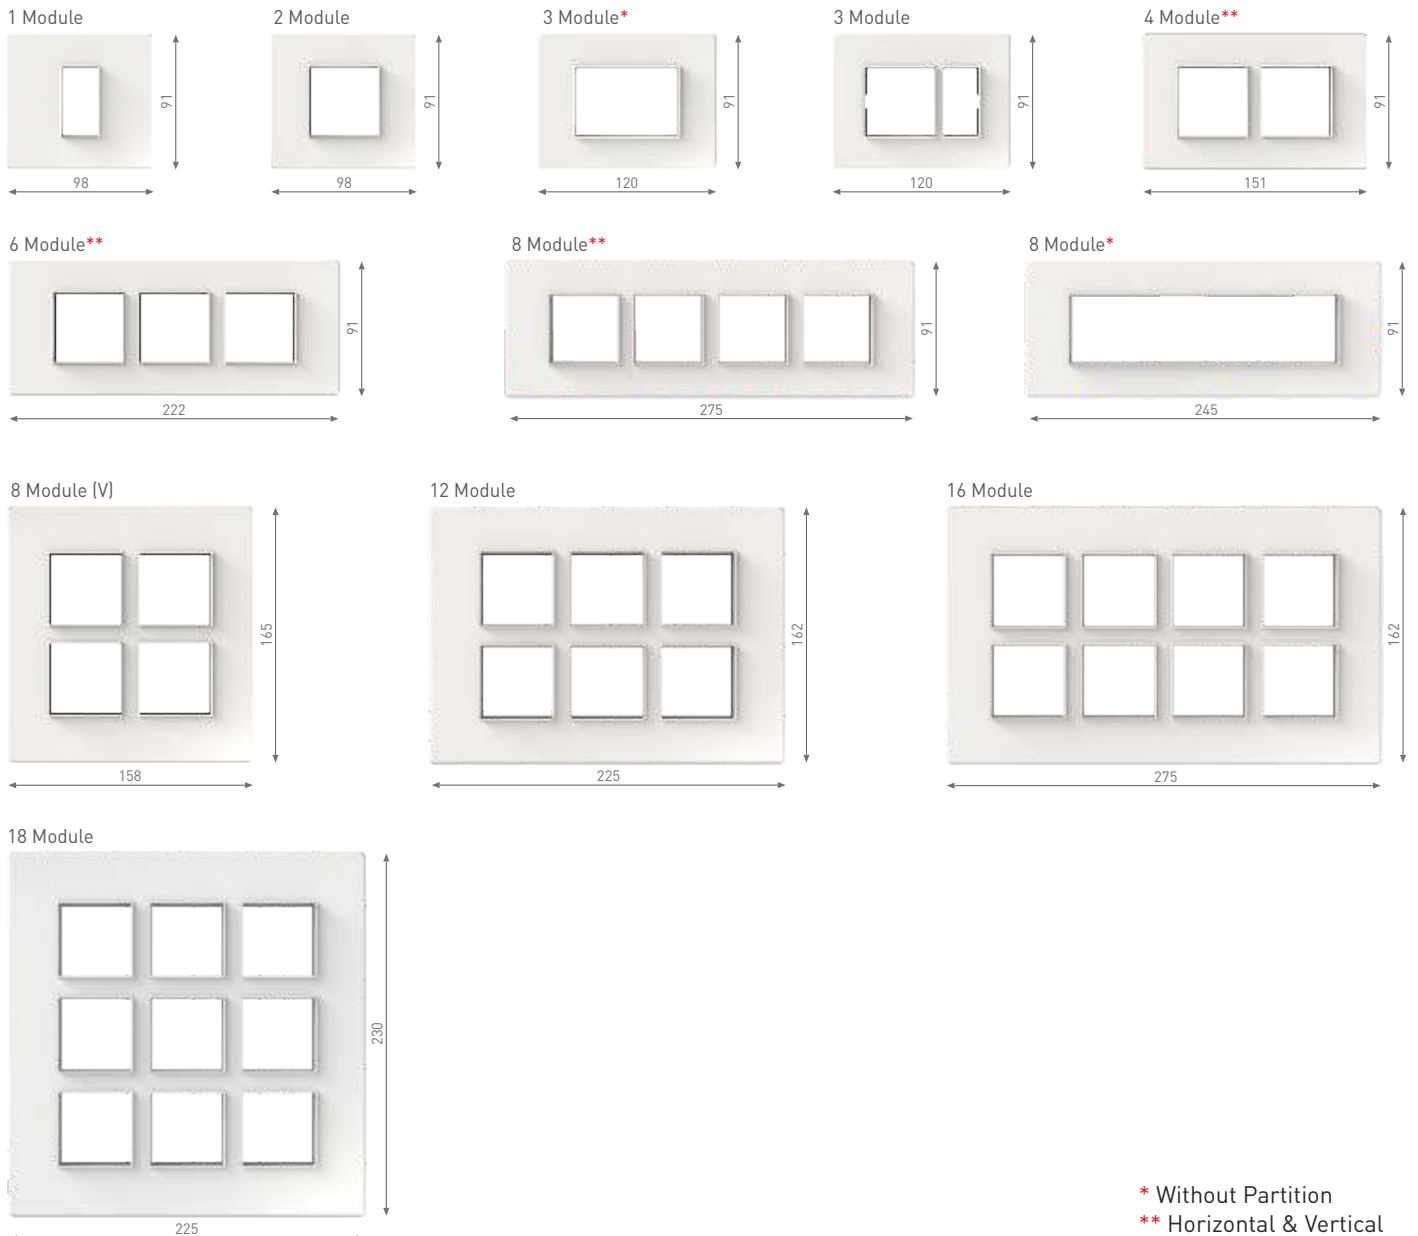 1 Module
2 Module
3 Module*
3 Module
4 Module**
91
91
91
91
91
98
98
120
120
151
6 Module**
8 Module**
8 Module*
91
91
91
222
275
245
8 Module (V)
12 Module
16 Module
165
162
162
158
225
275
18 Module
230
225
* Without Partition
** Horizontal & Vertical